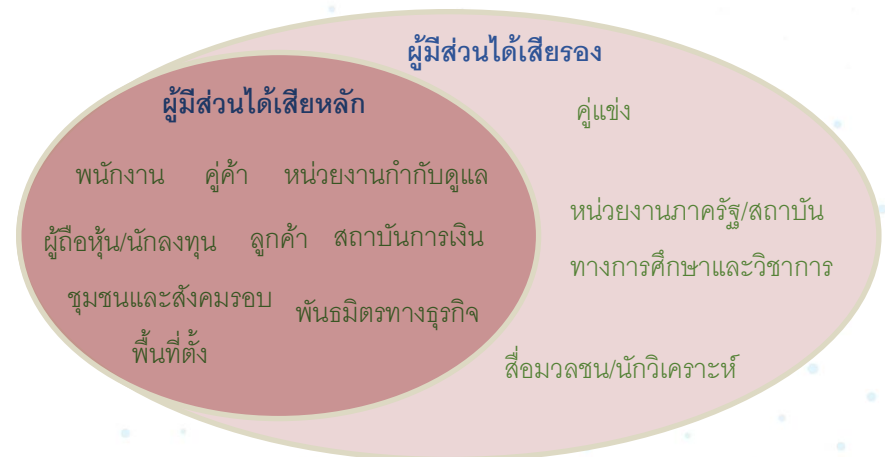 ผู้มีส่วนได้เสียรอง
ผู้มีส่วนได้เสียหลัก
คู่แข่ง
พนักงาน คู่ค้า หน่วยงานกำกับดูแล
หน่วยงานภาครัฐ/สถาบัน
ทางการศึกษาและวิชาการ
ผู้ถือหุ้น/นักลงทุน ลูกค้า สถาบันการเงิน
ชุมชนและสังคมรอบ
พื้นที่ตั้ง
พันธมิตรทางธุรกิจ
สื่อมวลชน/นักวิเคราะห์